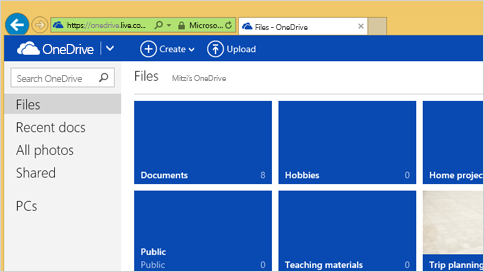 https://onedrive.live.co...
Microso...
Files - OneDrive
OneDrive
Create
Upload
Search OneDrive
Files
Recent docs
All photos
Shared
PCs
Files
Mitzi's OneDrive
Documents 8
Hobbies 0
Home projec
Public
Public 0
Teaching materials 0
Trip planning